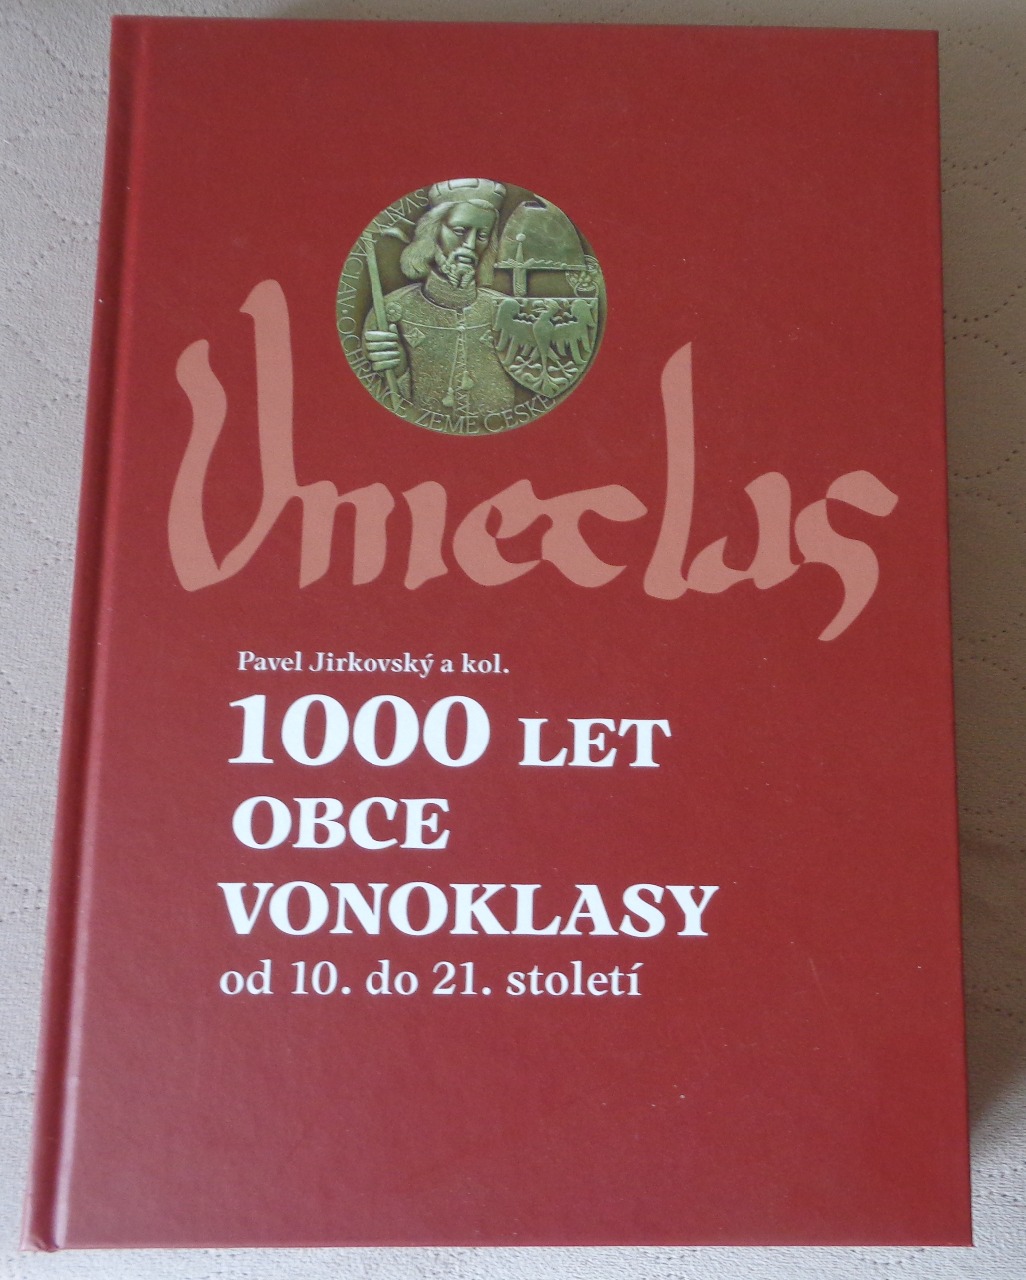 SVATÝ VÁCLAV · OCHRÁNCE ZEMĚ ČESKÉ
Vnieclas
Pavel Jirkovský a kol.
1000 LET
OBCE
VONOKLASY
od 10. do 21. století